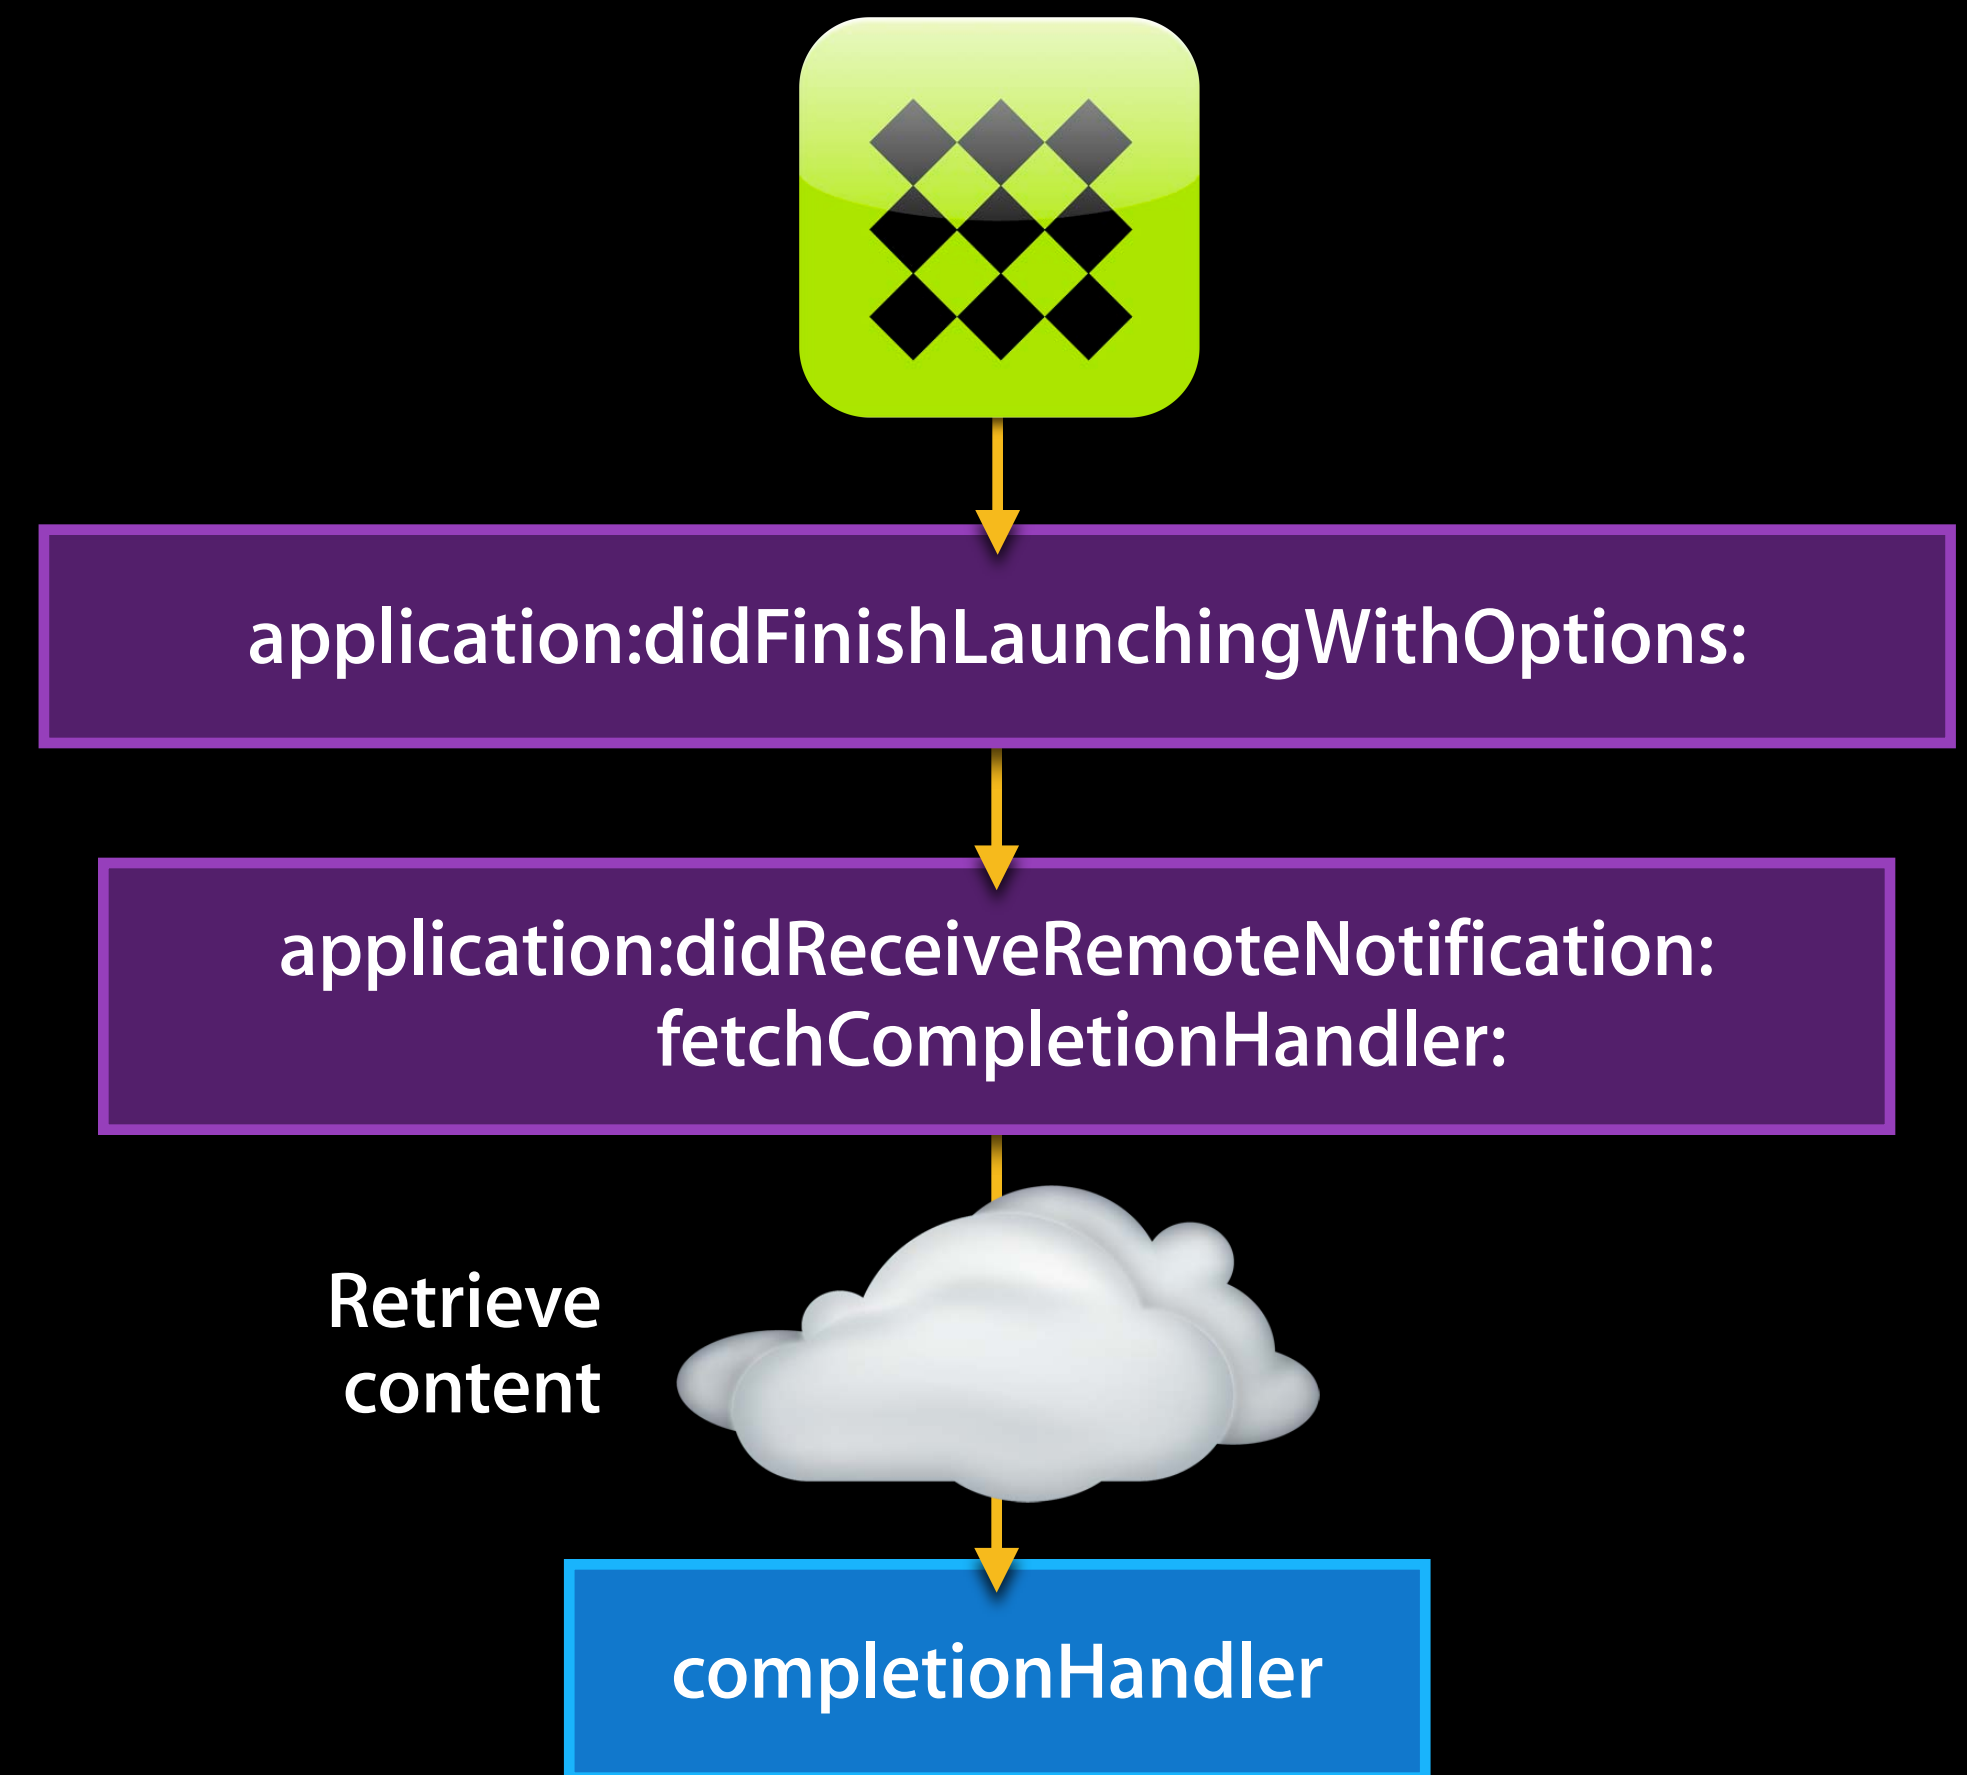 application:didFinishLaunchingWithOptions:
application:didReceiveRemoteNotification:
fetchCompletionHandler:
Retrieve
content
completionHandler